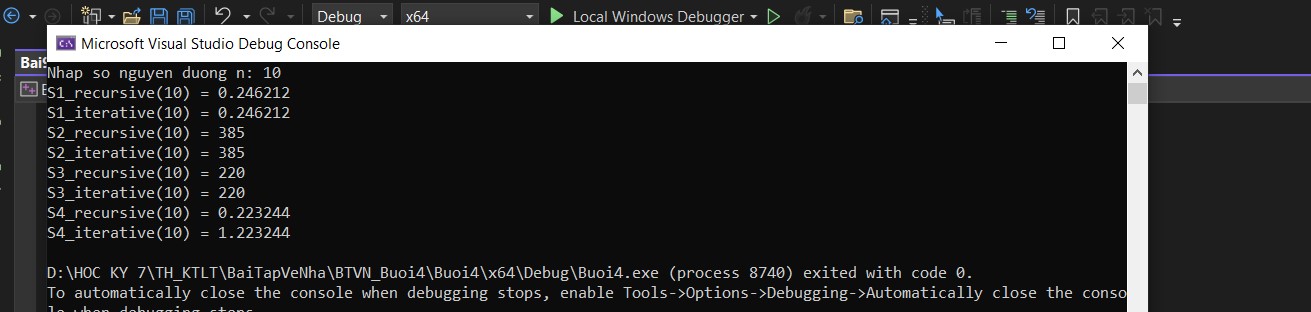 Debug x64 Local Windows Debugger
Microsoft Visual Studio Debug Console
Nhap so nguyen duong n: 10
S1_recursive(10) = 0.246212
S1_iterative(10) = 0.246212
S2_recursive(10) = 385
S2_iterative(10) = 385
S3_recursive(10) = 220
S3_iterative(10) = 220
S4_recursive(10) = 0.223244
S4_iterative(10) = 1.223244
D:\HOC KY 7\TH_KTLT\BaiTapVeNha\BTVN_Buoi4\Buoi4\x64\Debug\Buoi4.exe (process 8740) exited with code 0.
To automatically close the console when debugging stops, enable Tools->Options->Debugging->Automatically close the conso
le when debugging stops